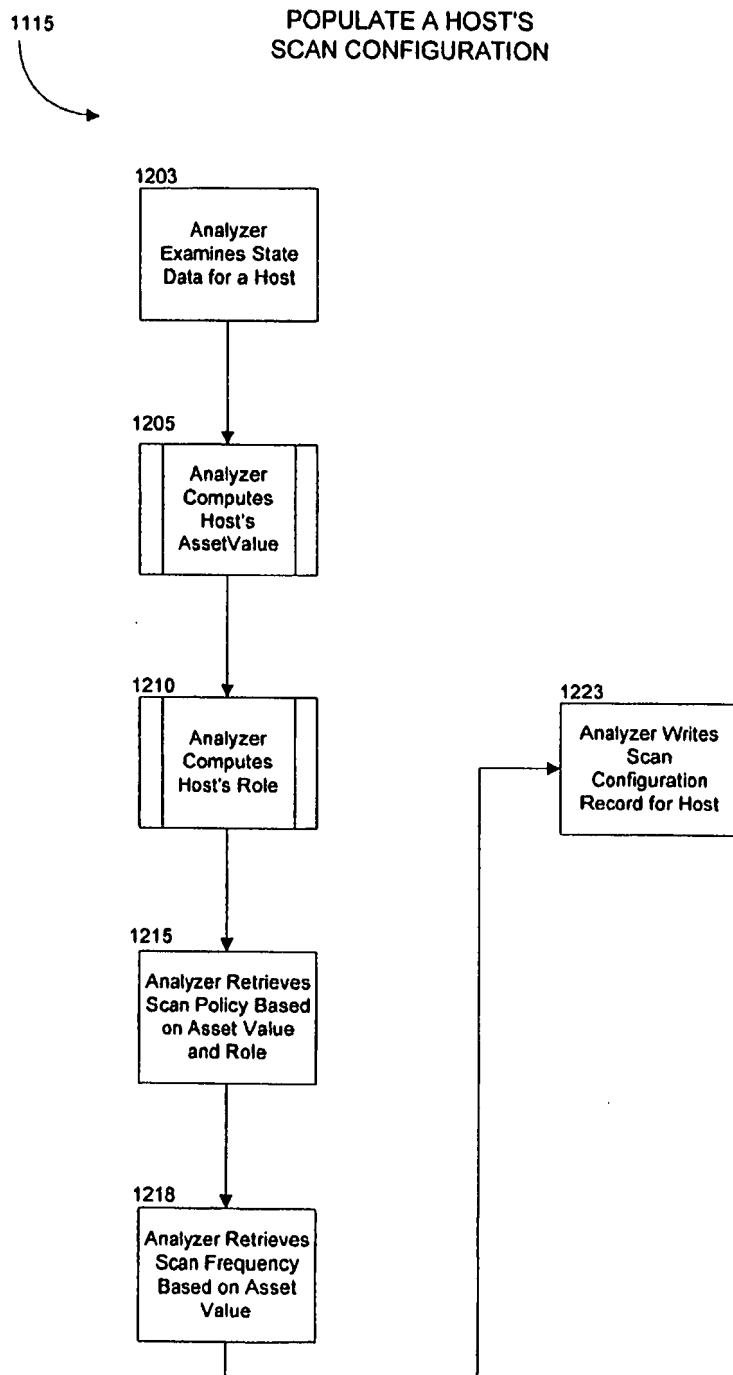 1115
POPULATE A HOST'S
SCAN CONFIGURATION
1203
Analyzer
Examines State
Data for a Host
1205
Analyzer
Computes
Host's
AssetValue
1210
Analyzer
Computes
Host's Role
1215
Analyzer Retrieves
Scan Policy Based
on Asset Value
and Role
1218
Analyzer Retrieves
Scan Frequency
Based on Asset
Value
1223
Analyzer Writes
Scan
Configuration
Record for Host